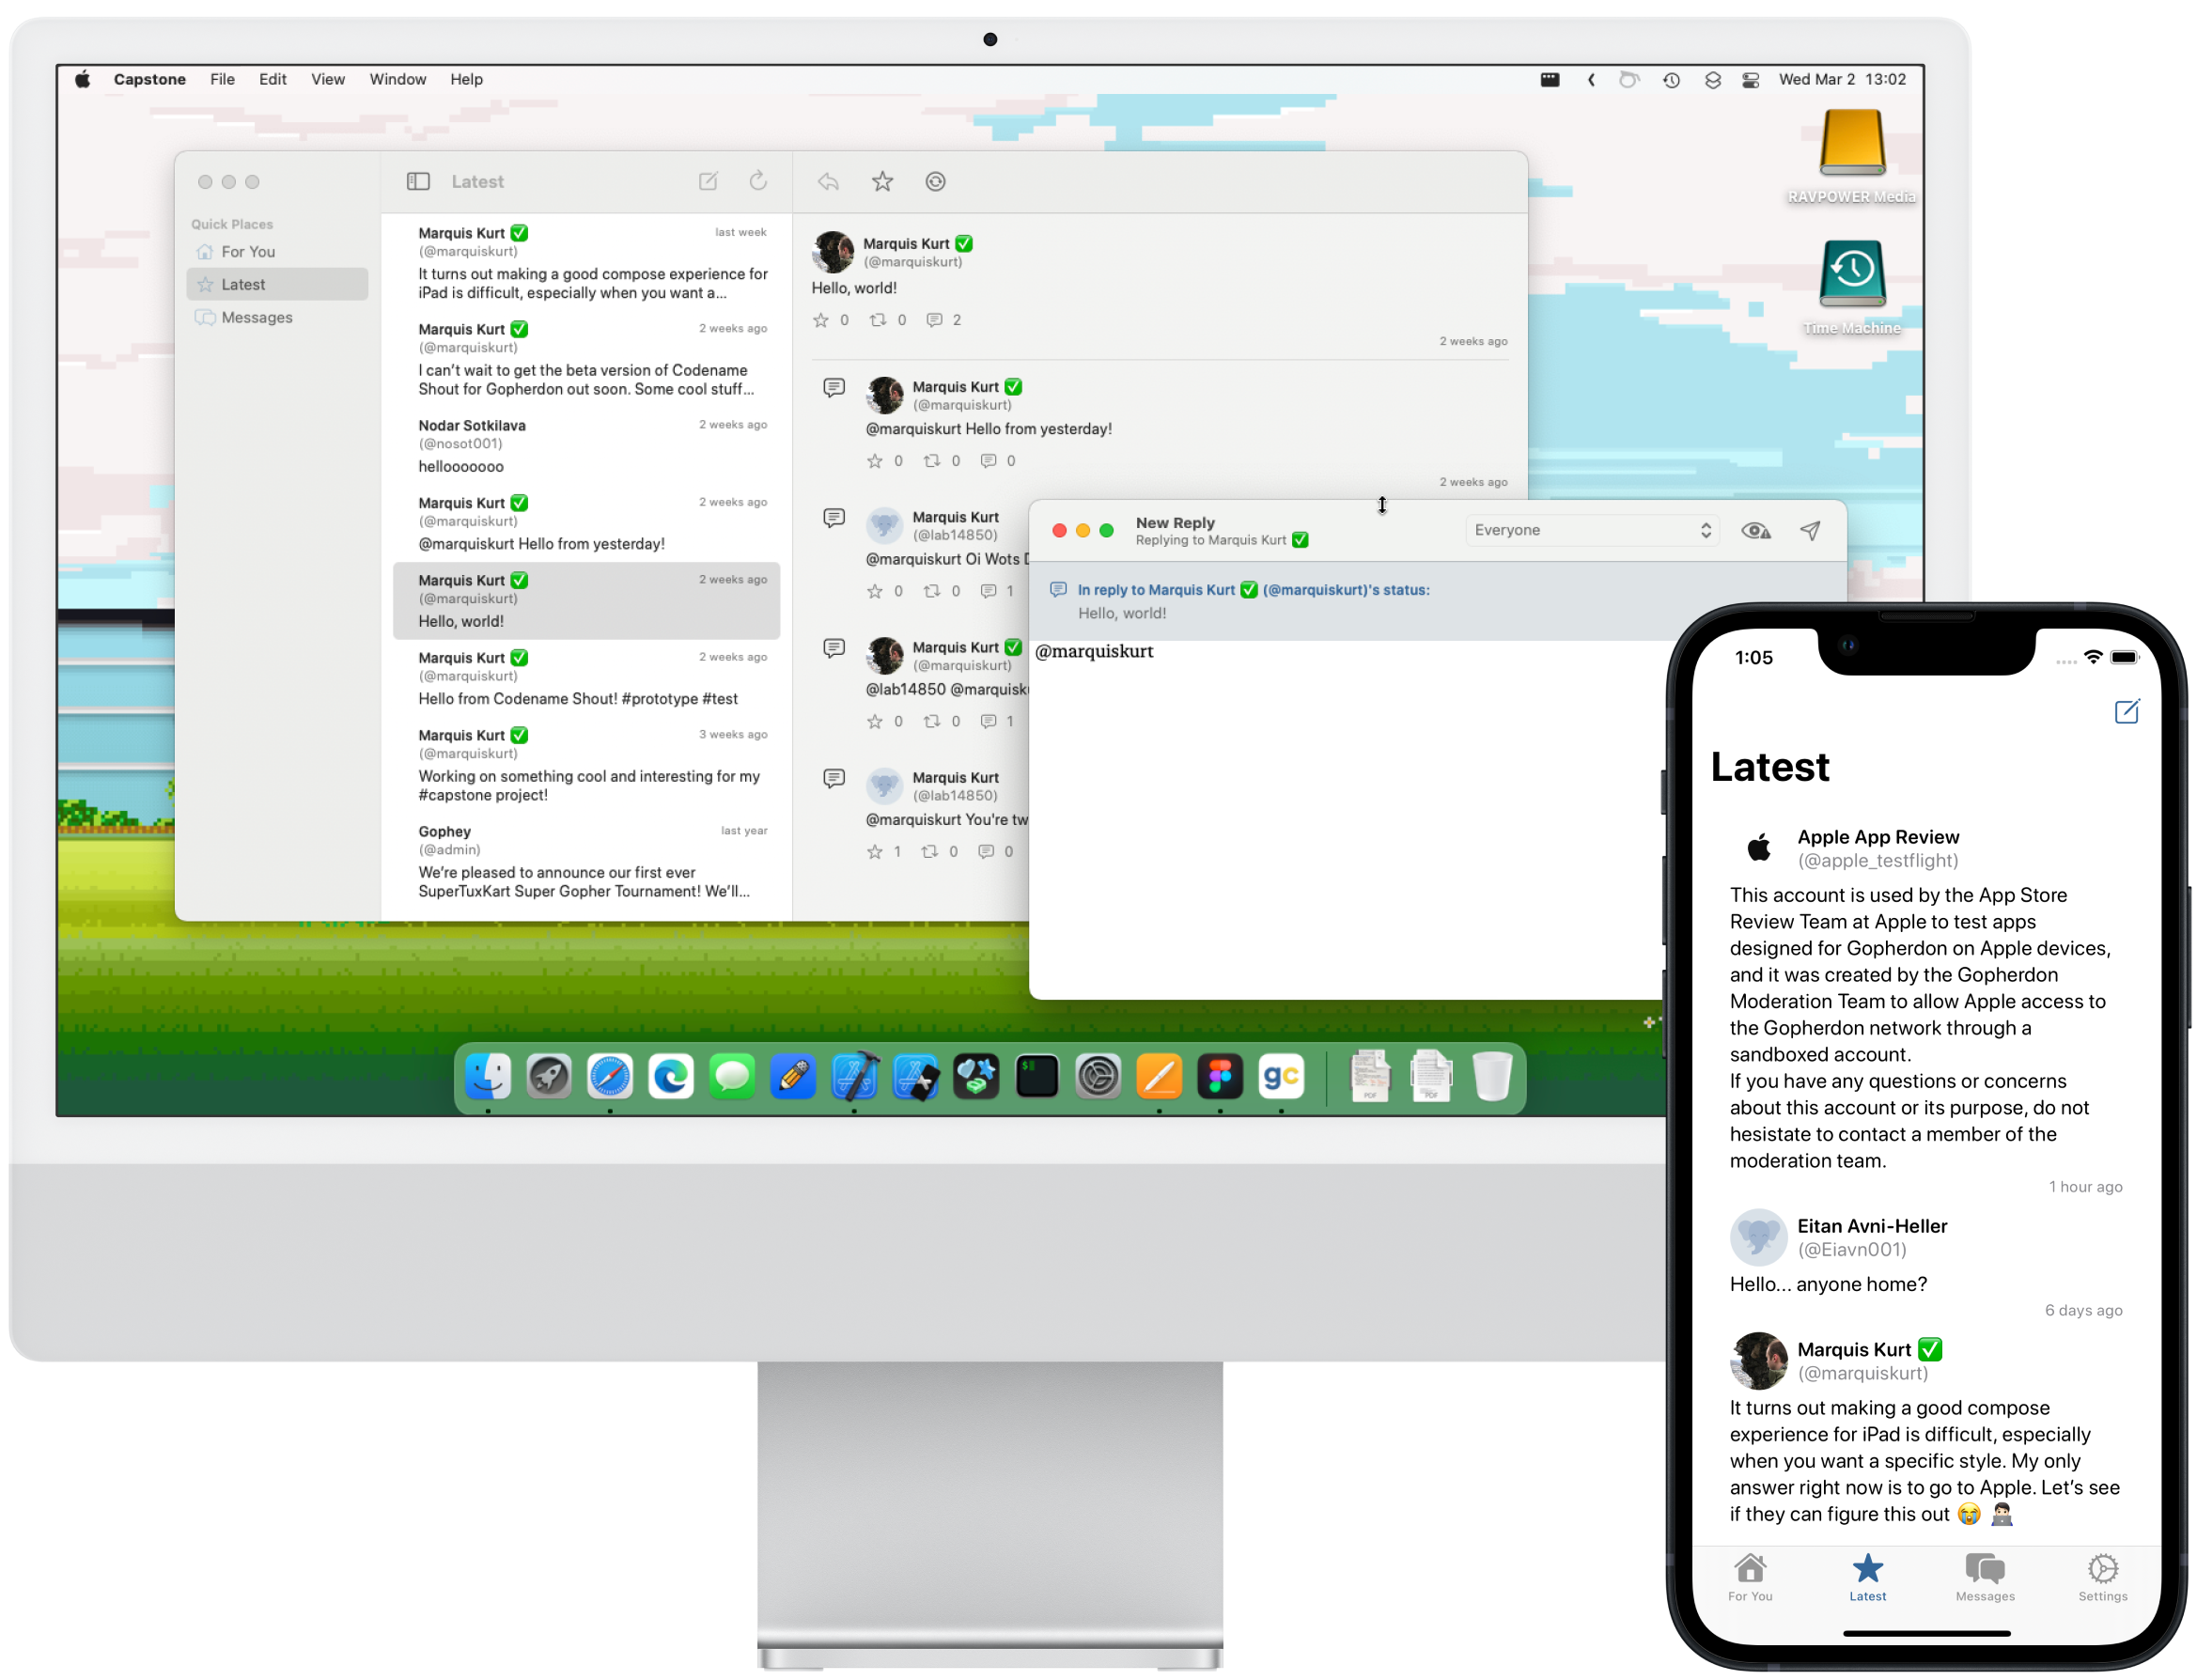 Capstone File Edit View Window Help
Wed Mar 2 13:02
RAVPOWER Media
Time Machine
Latest
Quick Places
For You
Latest
Messages
Marquis Kurt ✅ last week
(@marquiskurt)
It turns out making a good compose experience for
iPad is difficult, especially when you want a...
Marquis Kurt ✅ 2 weeks ago
(@marquiskurt)
I can't wait to get the beta version of Codename
Shout for Gopherdon out soon. Some cool stuff...
Nodar Sotkilava 2 weeks ago
(@nosot001)
hellooooooo
Marquis Kurt ✅ 2 weeks ago
(@marquiskurt)
@marquiskurt Hello from yesterday!
Marquis Kurt ✅ 2 weeks ago
(@marquiskurt)
Hello, world!
Marquis Kurt ✅ 2 weeks ago
(@marquiskurt)
Hello from Codename Shout! #prototype #test
Marquis Kurt ✅ 3 weeks ago
(@marquiskurt)
Working on something cool and interesting for my
#capstone project!
Gophey last year
(@admin)
We're pleased to announce our first ever
SuperTuxKart Super Gopher Tournament! We'll...
Marquis Kurt ✅
(@marquiskurt)
Hello, world!
0 0 2
2 weeks ago
Marquis Kurt ✅
(@marquiskurt)
@marquiskurt Hello from yesterday!
0 0 0
2 weeks ago
Marquis Kurt
(@lab14850)
@marquiskurt Oi Wots
0 0 1
Marquis Kurt ✅
(@marquiskurt)
@lab14850 @marquisk
0 0 1
Marquis Kurt
(@lab14850)
@marquiskurt You're tw
1 0 0
New Reply
Replying to Marquis Kurt ✅
Everyone
In reply to Marquis Kurt ✅ (@marquiskurt)'s status:
Hello, world!
@marquiskurt
$
gc
PDF
PDF
1:05
Latest
Apple App Review
(@apple_testflight)
This account is used by the App Store
Review Team at Apple to test apps
designed for Gopherdon on Apple devices,
and it was created by the Gopherdon
Moderation Team to allow Apple access to
the Gopherdon network through a
sandboxed account.
If you have any questions or concerns
about this account or its purpose, do not
hesistate to contact a member of the
moderation team.
1 hour ago
Eitan Avni-Heller
(@Eiavn001)
Hello... anyone home?
6 days ago
Marquis Kurt ✅
(@marquiskurt)
It turns out making a good compose
experience for iPad is difficult, especially
when you want a specific style. My only
answer right now is to go to Apple. Let's see
if they can figure this out 😭 👨🏻‍💻
For You Latest Messages Settings